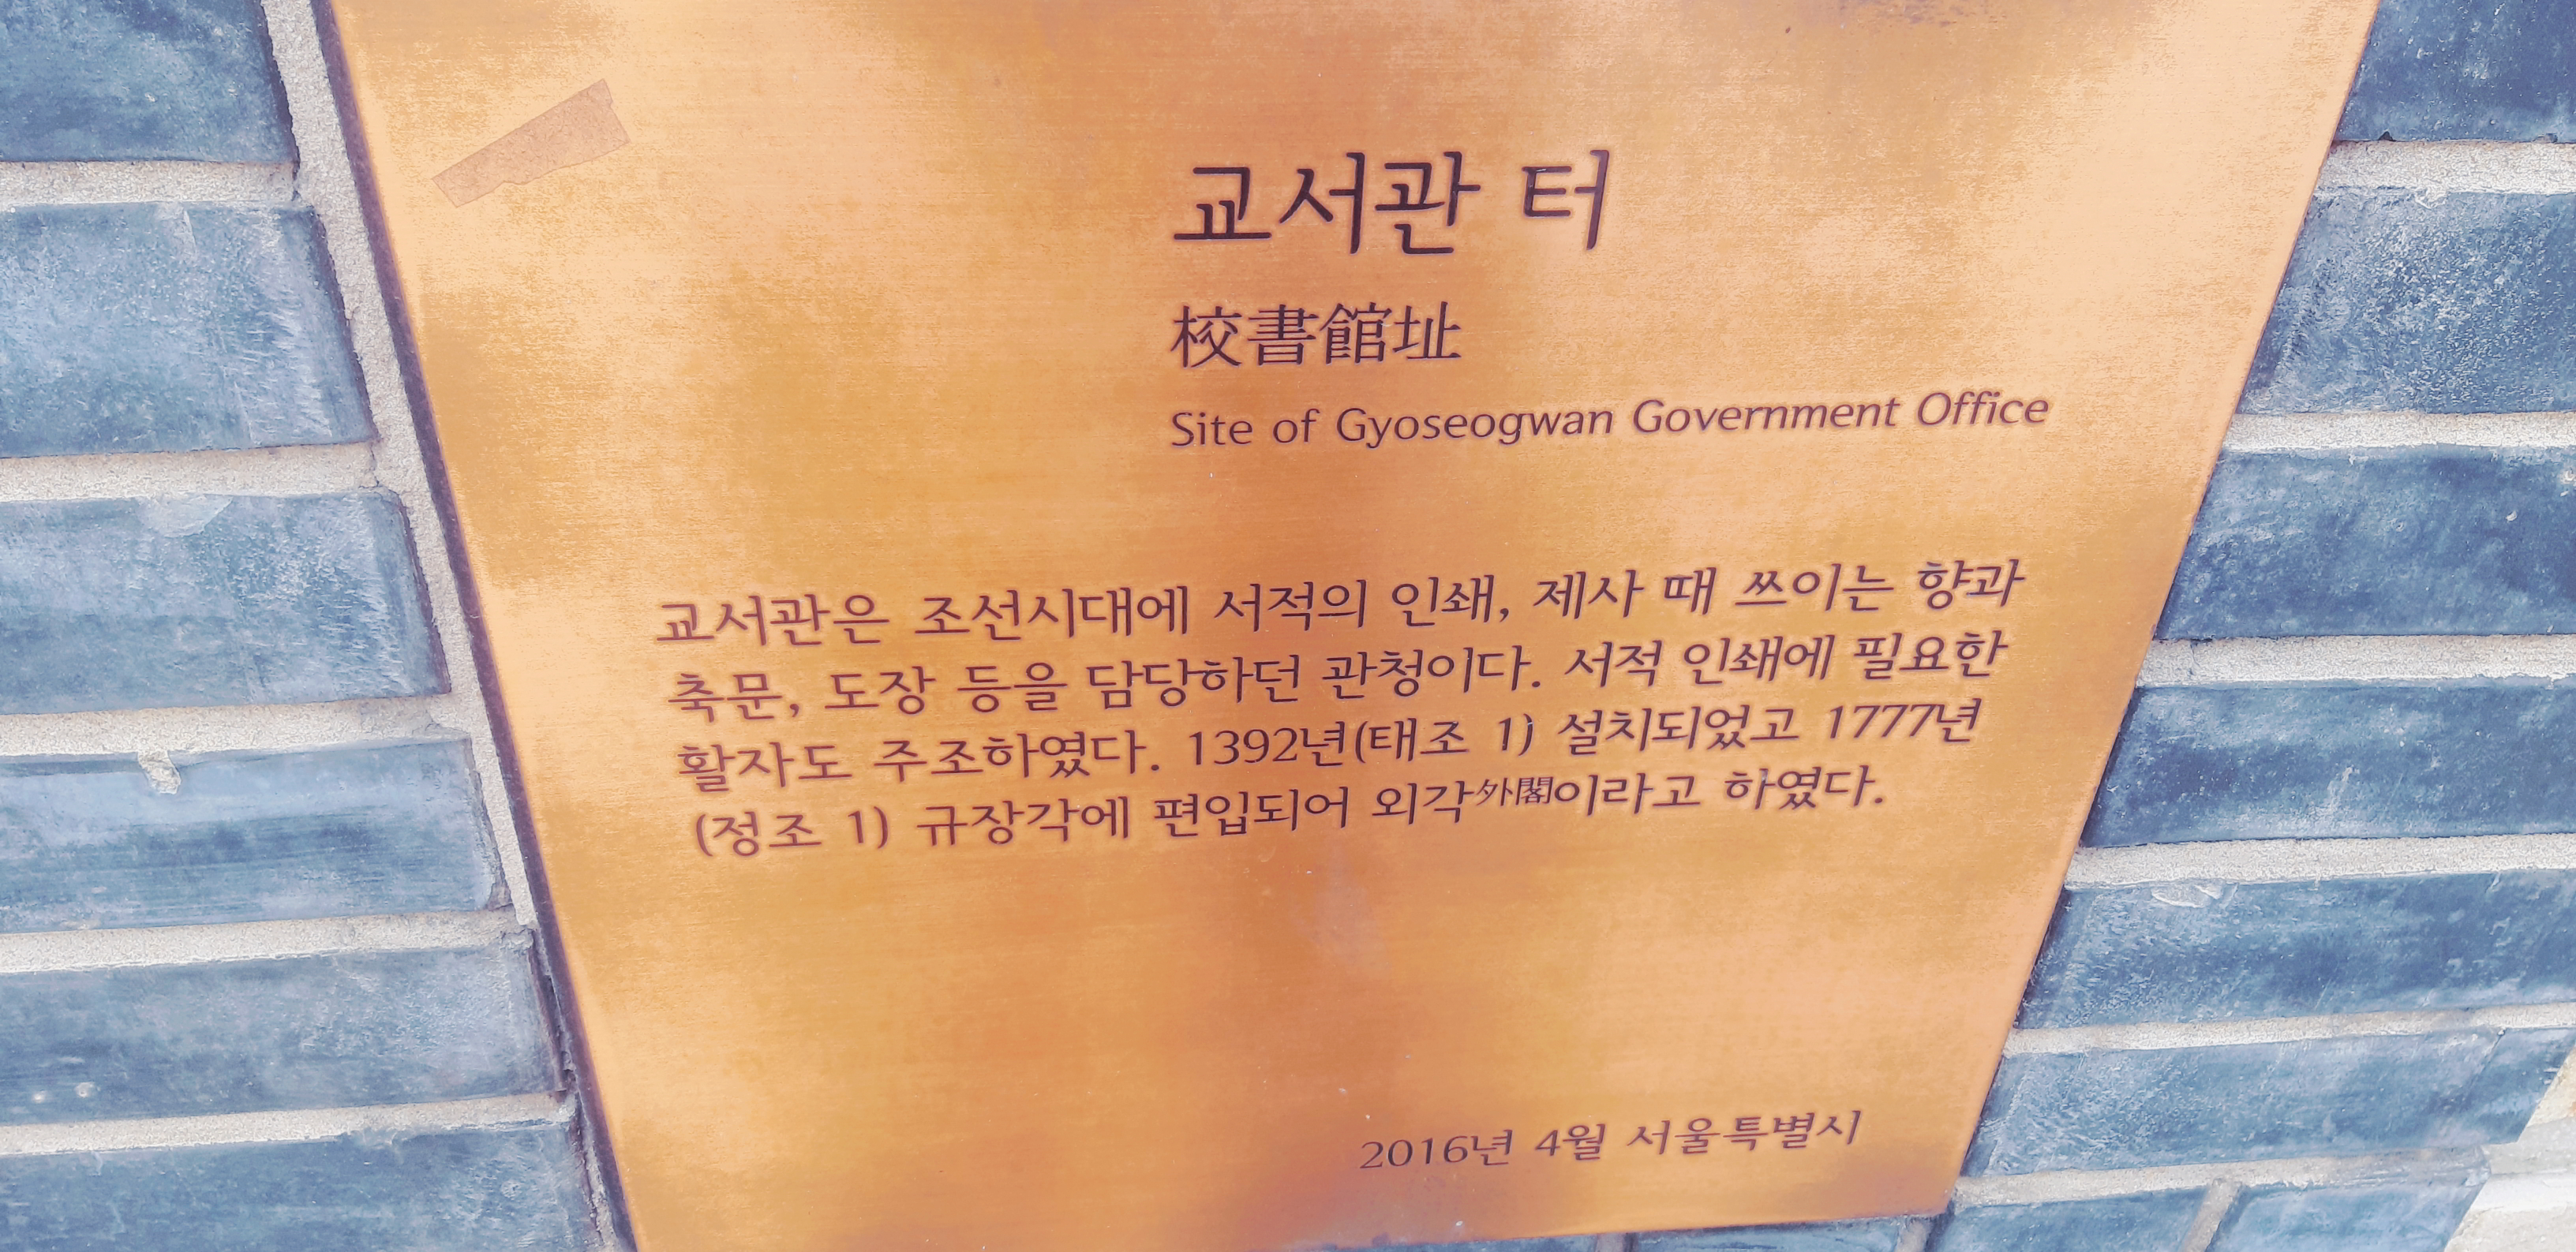 교서관 터
校書館址
Site of Gyoseogwan Government Office
교서관은 조선시대에 서적의 인쇄, 제사 때 쓰이는 향과
축문, 도장 등을 담당하던 관청이다. 서적 인쇄에 필요한
활자도 주조하였다. 1392년(태조 1) 설치되었고 1777년
(정조 1) 규장각에 편입되어 외각外閣이라고 하였다.
2016년 4월 서울특별시